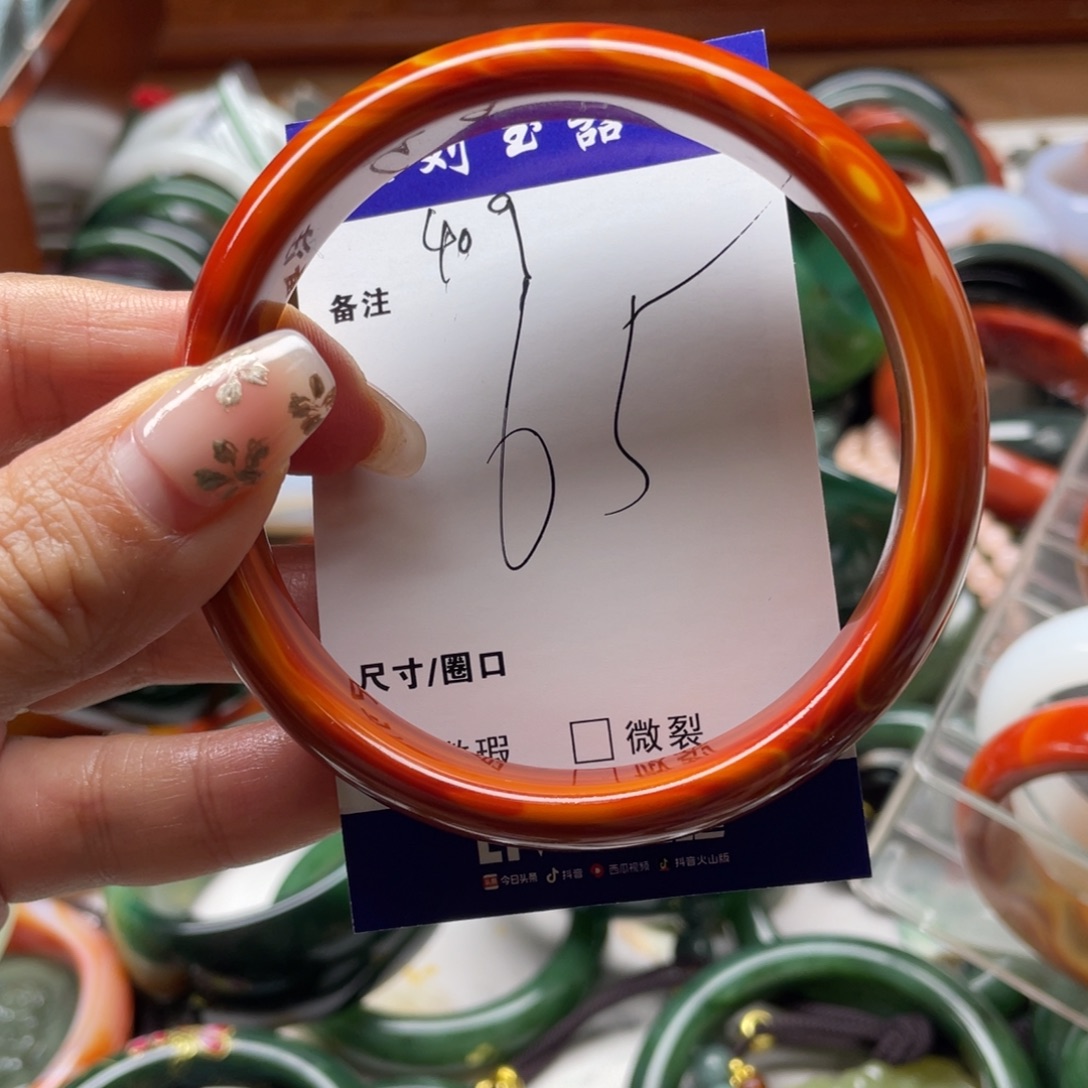 刘玉器
409
65
备注
尺寸/圈口
瑕 □ 微裂
今日头条 抖音 西瓜视频 抖音火山版